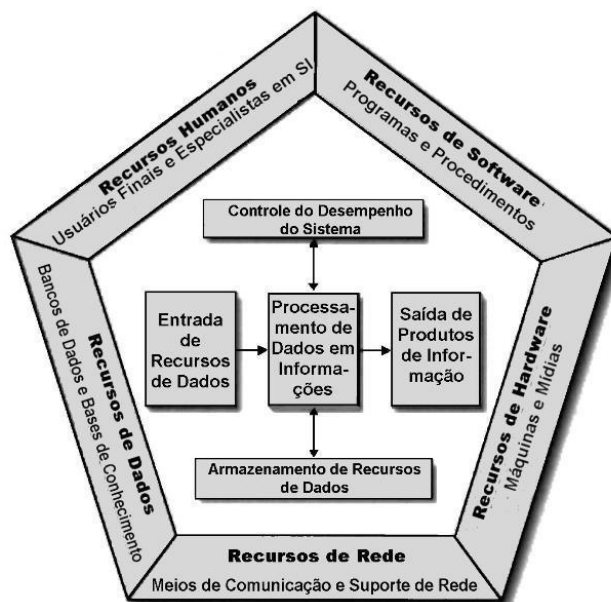 Recursos Humanos
Usuários Finais e Especialistas em SI
Recursos de Software
Programas e Procedimentos
Controle do Desempenho
do Sistema
Entrada
de
Recursos
de Dados
Processa-
mento de
Dados em
Informa-
ções
Saída de
Produtos
de Infor-
mação
Armazenamento de Recursos
de Dados
Recursos de Dados
Bancos de Dados e Bases de Conhecimento
Recursos de Hardware
Máquinas e Mídias
Recursos de Rede
Meios de Comunicação e Suporte de Rede